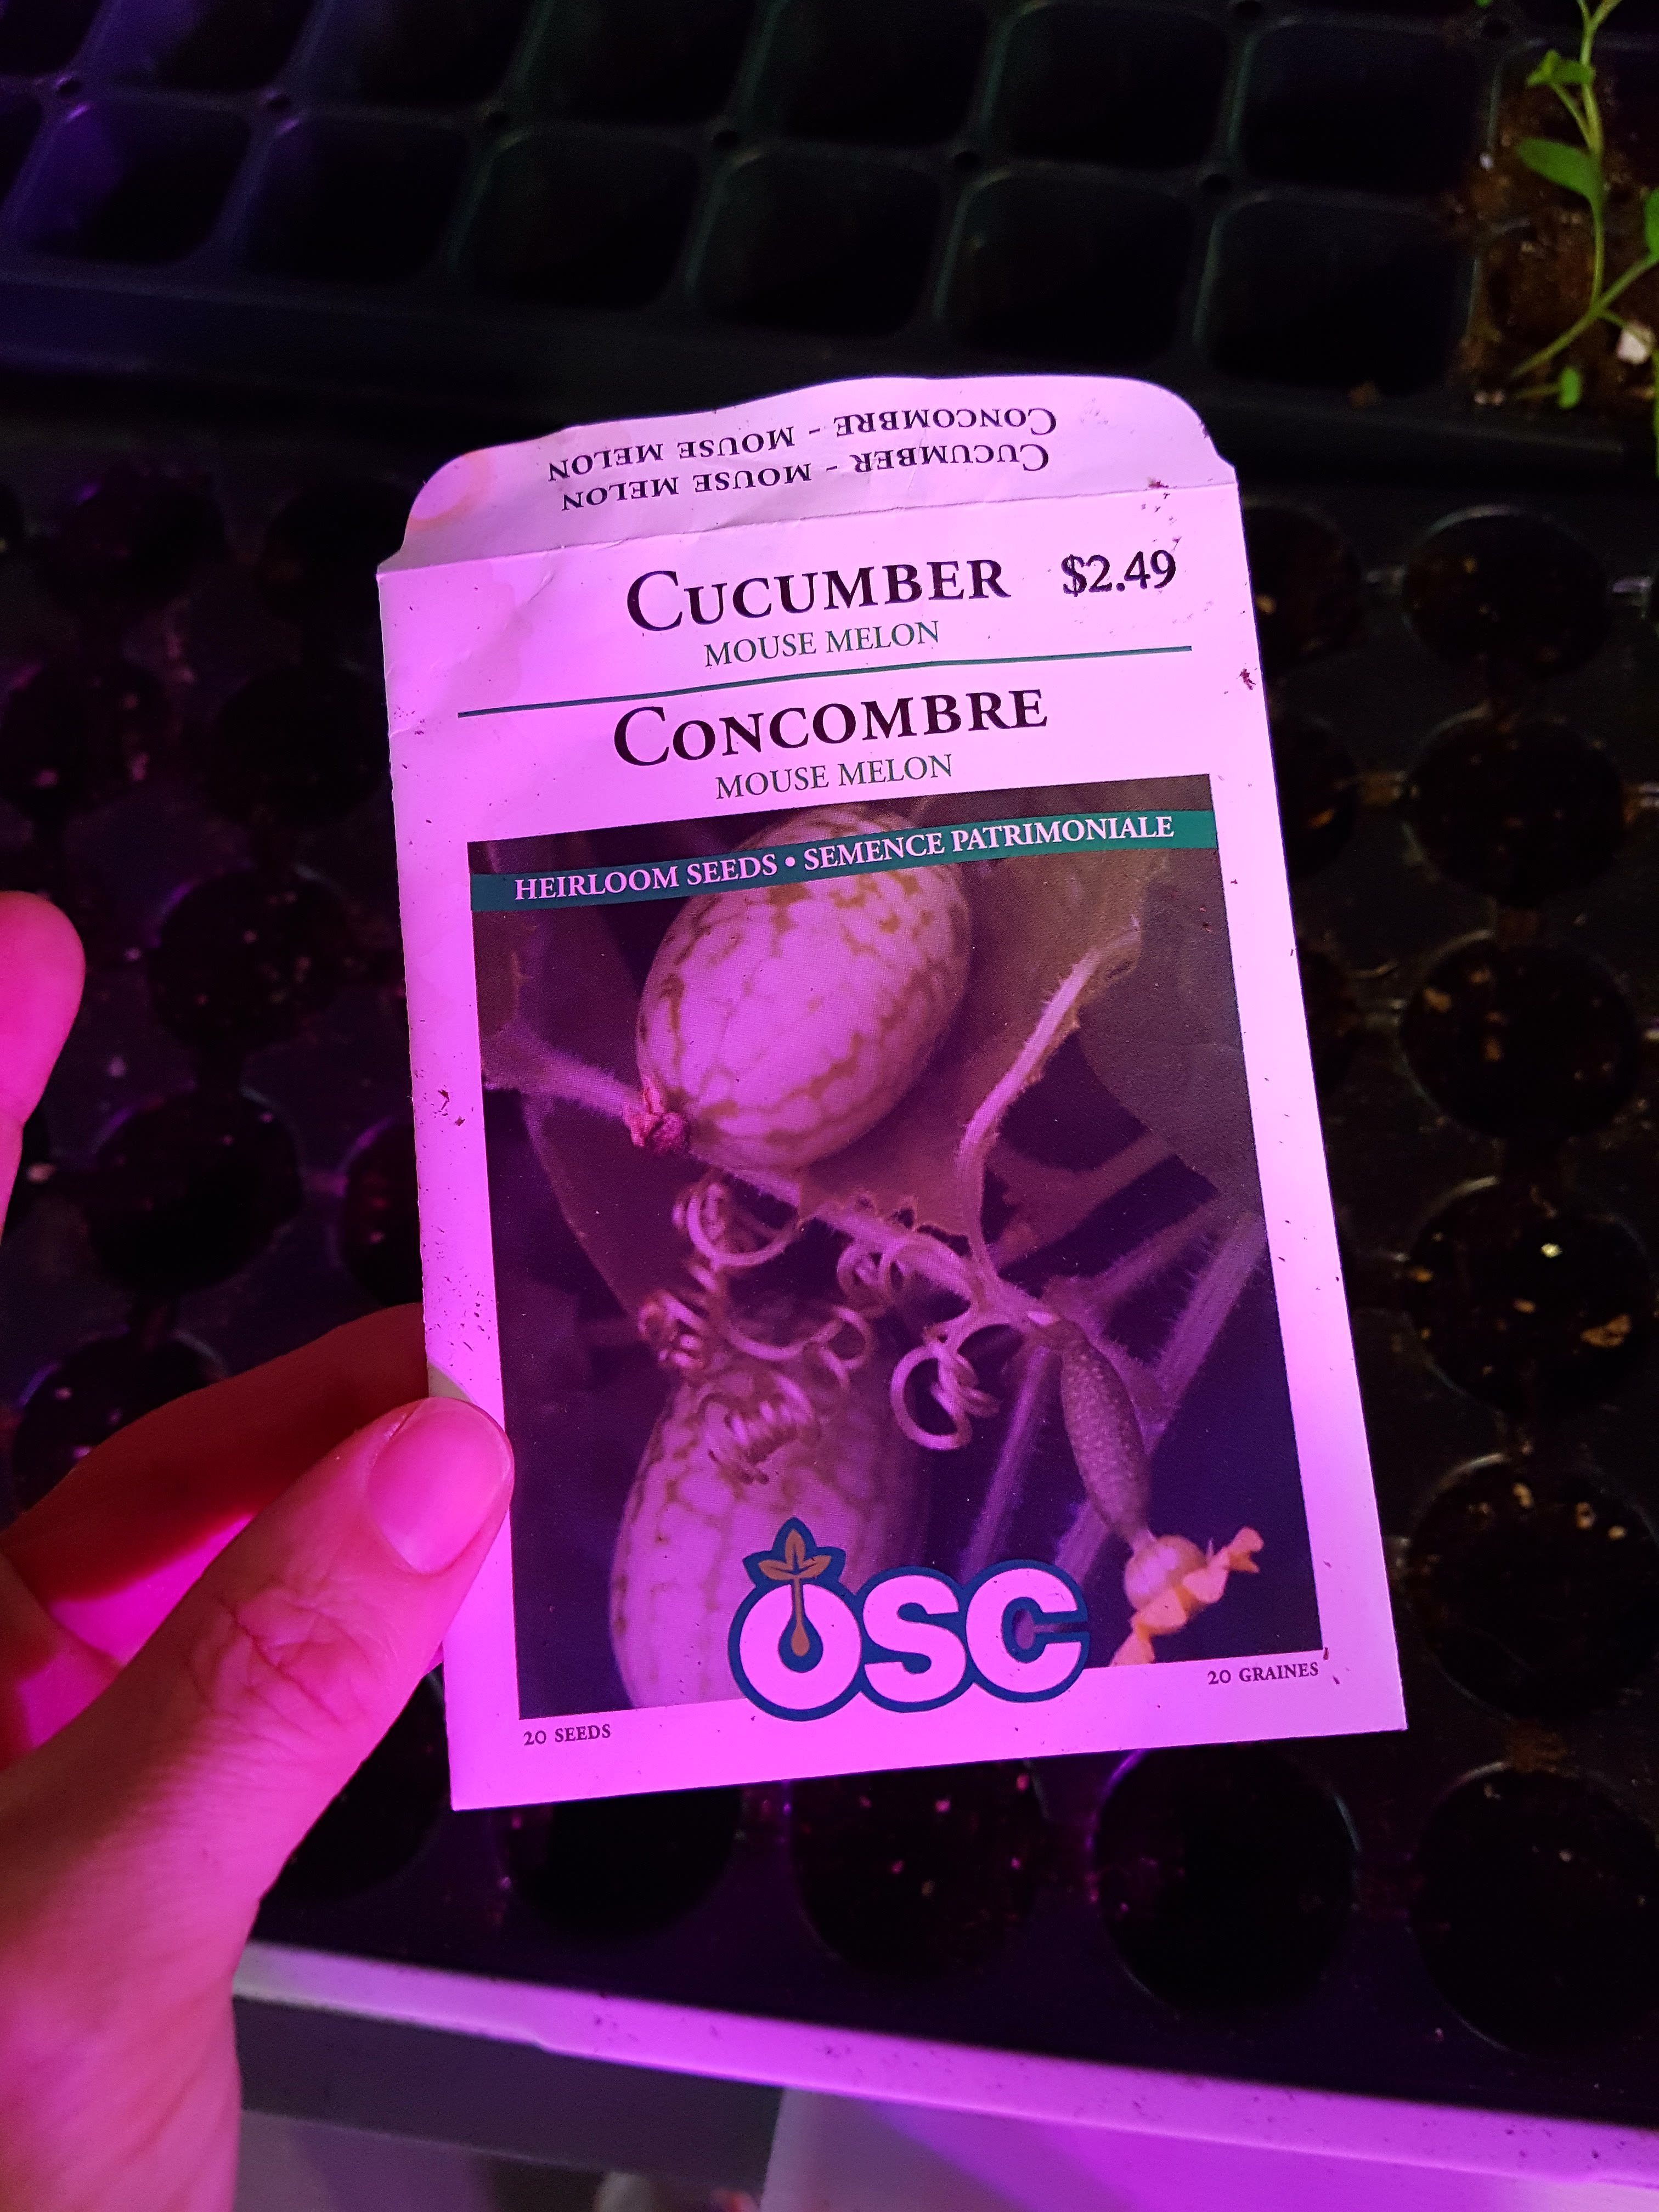 CONCOMBRE - MOUSE MELON
CUCUMBER - MOUSE MELON
CUCUMBER $2.49
MOUSE MELON
CONCOMBRE
MOUSE MELON
HEIRLOOM SEEDS • SEMENCE PATRIMONIALE
OSC
20 SEEDS
20 GRAINES